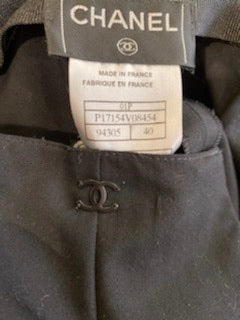 CHANEL
MADE IN FRANCE
FABRIQUE EN FRANCE
01P
P17154V08454
94305 40